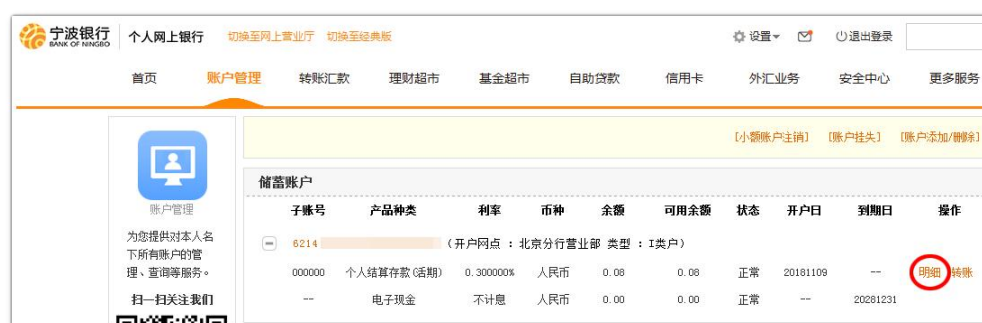 宁波银行 个人网上银行 切换至网上营业厅 切换至经典版 设置 退出登录
BANK OF NINGBO
首页 账户管理 转账汇款 理财超市 基金超市 自助贷款 信用卡 外汇业务 安全中心 更多服务
[小额账户注销] [账户挂失] [账户添加/删除]
账户管理
为您提供对本人名
下所有账户的管
理、查询等服务。
扫一扫关注我们
储蓄账户
子账号 产品种类 利率 币种 余额 可用余额 状态 开户日 到期日 操作
6214 (开户网点 : 北京分行营业部 类型 : I类户)
000000 个人结算存款(活期) 0.300000% 人民币 0.08 0.08 正常 20181109 -- 明细 转账
-- 电子现金 不计息 人民币 0.00 0.00 正常 -- 20281231